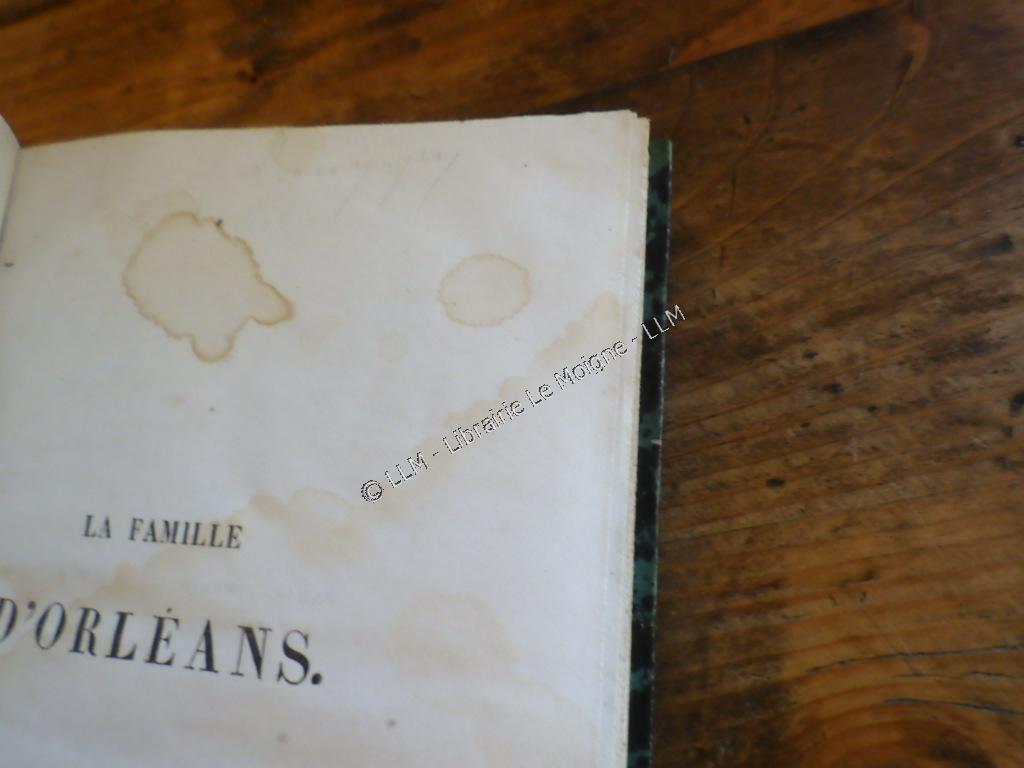 © LLM - Librairie Le Moigne - LLM
LA FAMILLE
D'ORLÉANS.